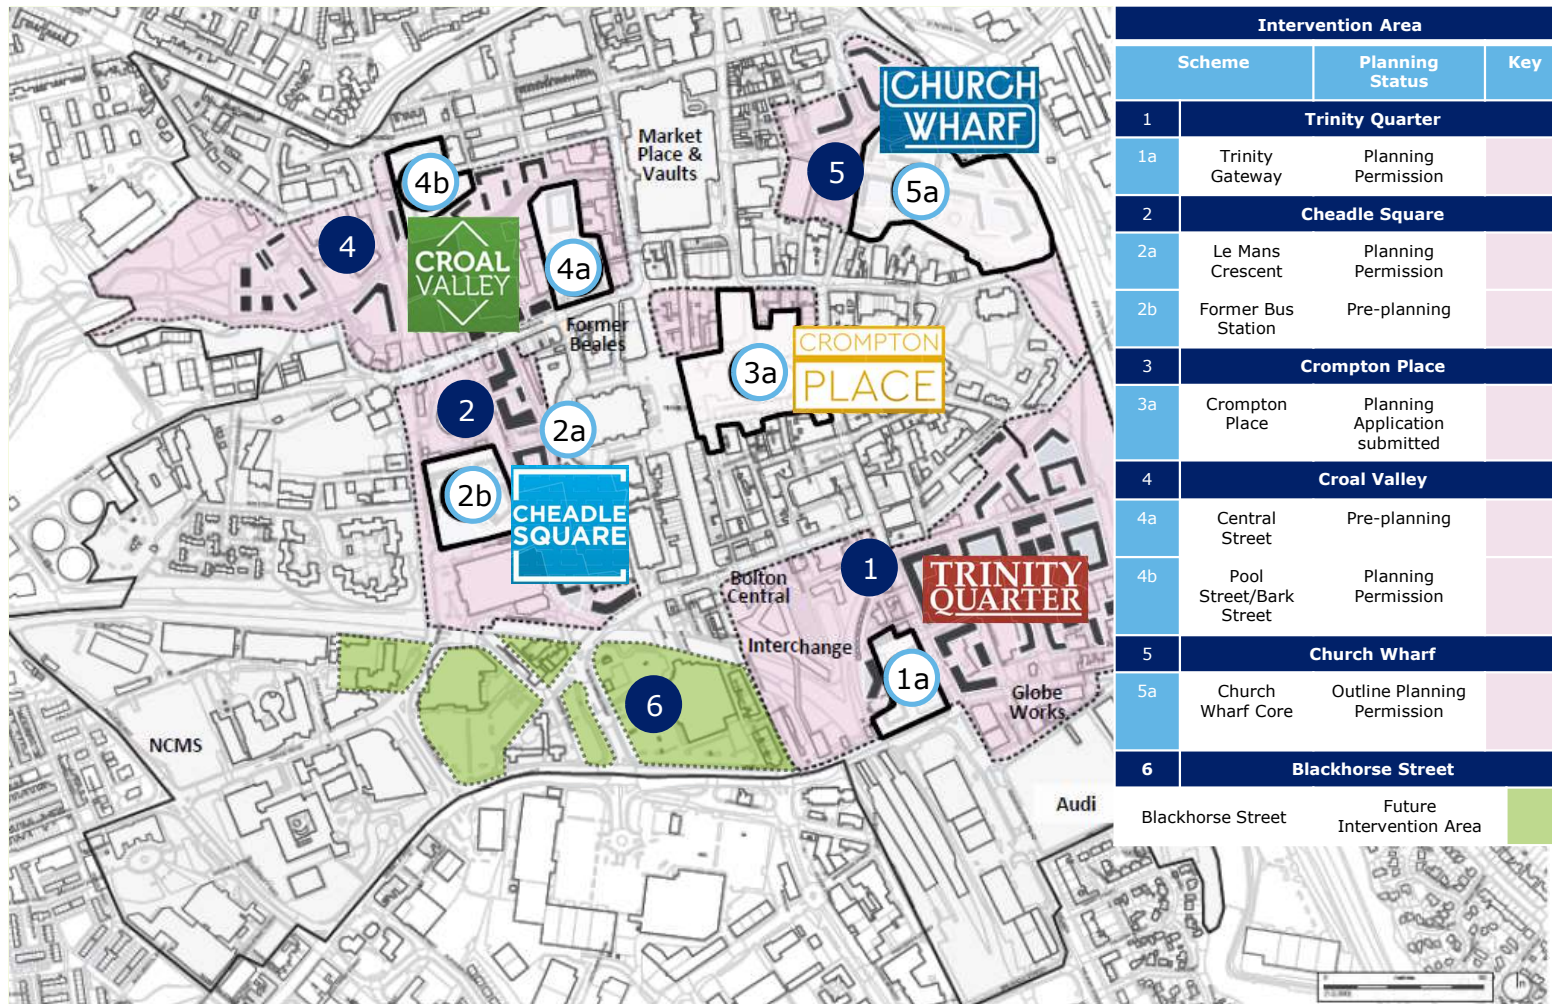 CHURCH
WHARF
Market
Place &
Vaults
4b
5
5a
4
CROAL
VALLEY
4a
Former
Beales
CROMPTON
PLACE
3a
2
2a
2b
CHEADLE
SQUARE
1
TRINITY
QUARTER
Bolton
Central
Interchange
1a
6
Globe
Works
NCMS
Audi
Intervention Area
Scheme Planning Status Key
1 Trinity Quarter
1a Trinity Gateway Planning Permission
2 Cheadle Square
2a Le Mans Crescent Planning Permission
2b Former Bus Station Pre-planning
3 Crompton Place
3a Crompton Place Planning Application submitted
4 Croal Valley
4a Central Street Pre-planning
4b Pool Street/Bark Street Planning Permission
5 Church Wharf
5a Church Wharf Core Outline Planning Permission
6 Blackhorse Street
Blackhorse Street Future Intervention Area